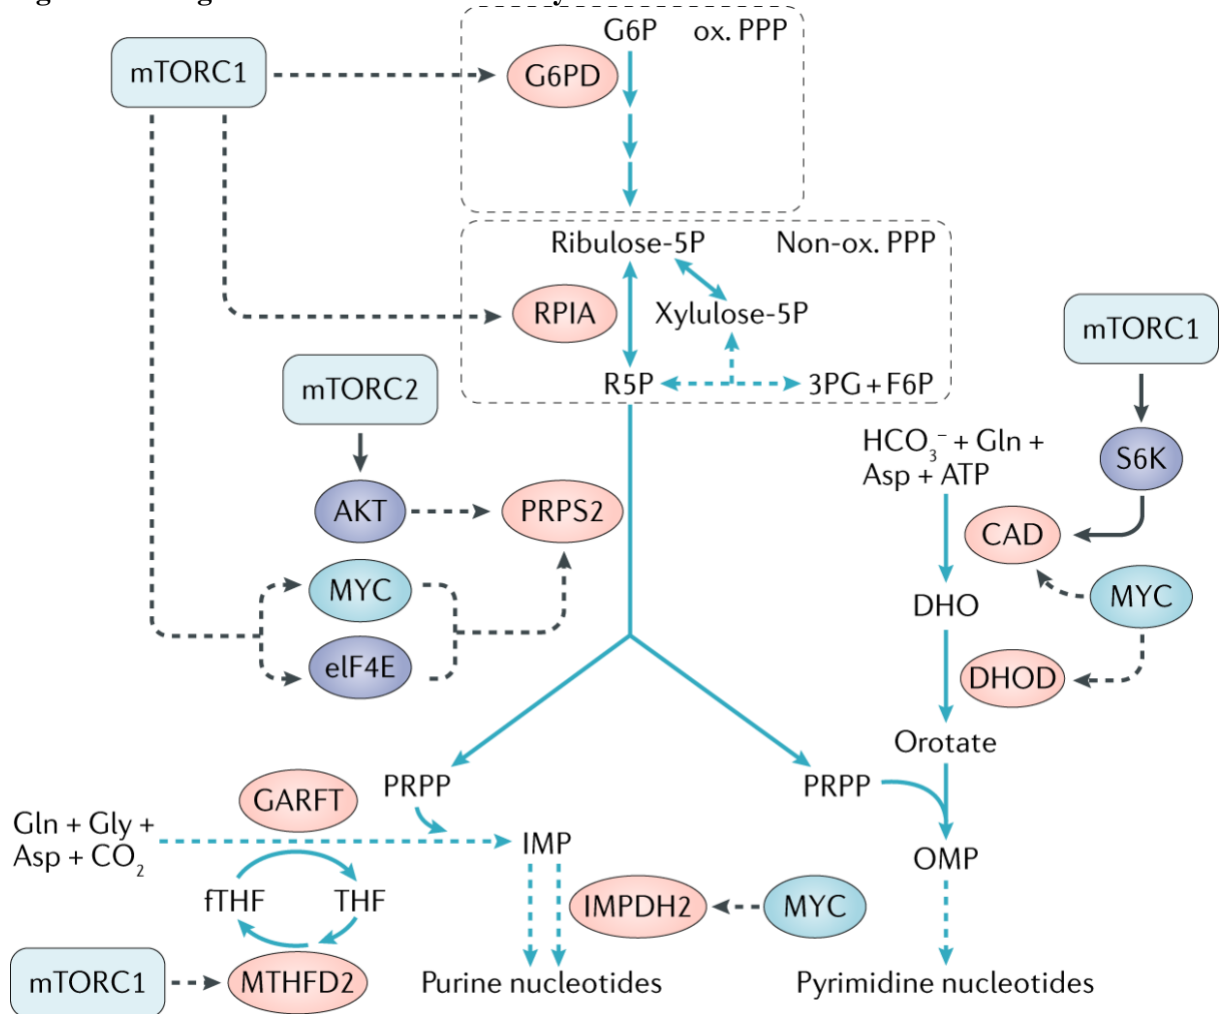 G6P
ox. PPP
mTORC1
G6PD
Ribulose-5P
Non-ox. PPP
RPIA
Xylulose-5P
mTORC1
mTORC2
R5P
3PG + F6P
HCO3− + Gln +
Asp + ATP
S6K
AKT
PRPS2
CAD
MYC
DHO
MYC
elF4E
DHOD
Orotate
PRPP
PRPP
GARFT
Gln + Gly +
Asp + CO2
IMP
OMP
fTHF
THF
IMPDH2
MYC
mTORC1
MTHFD2
Purine nucleotides
Pyrimidine nucleotides